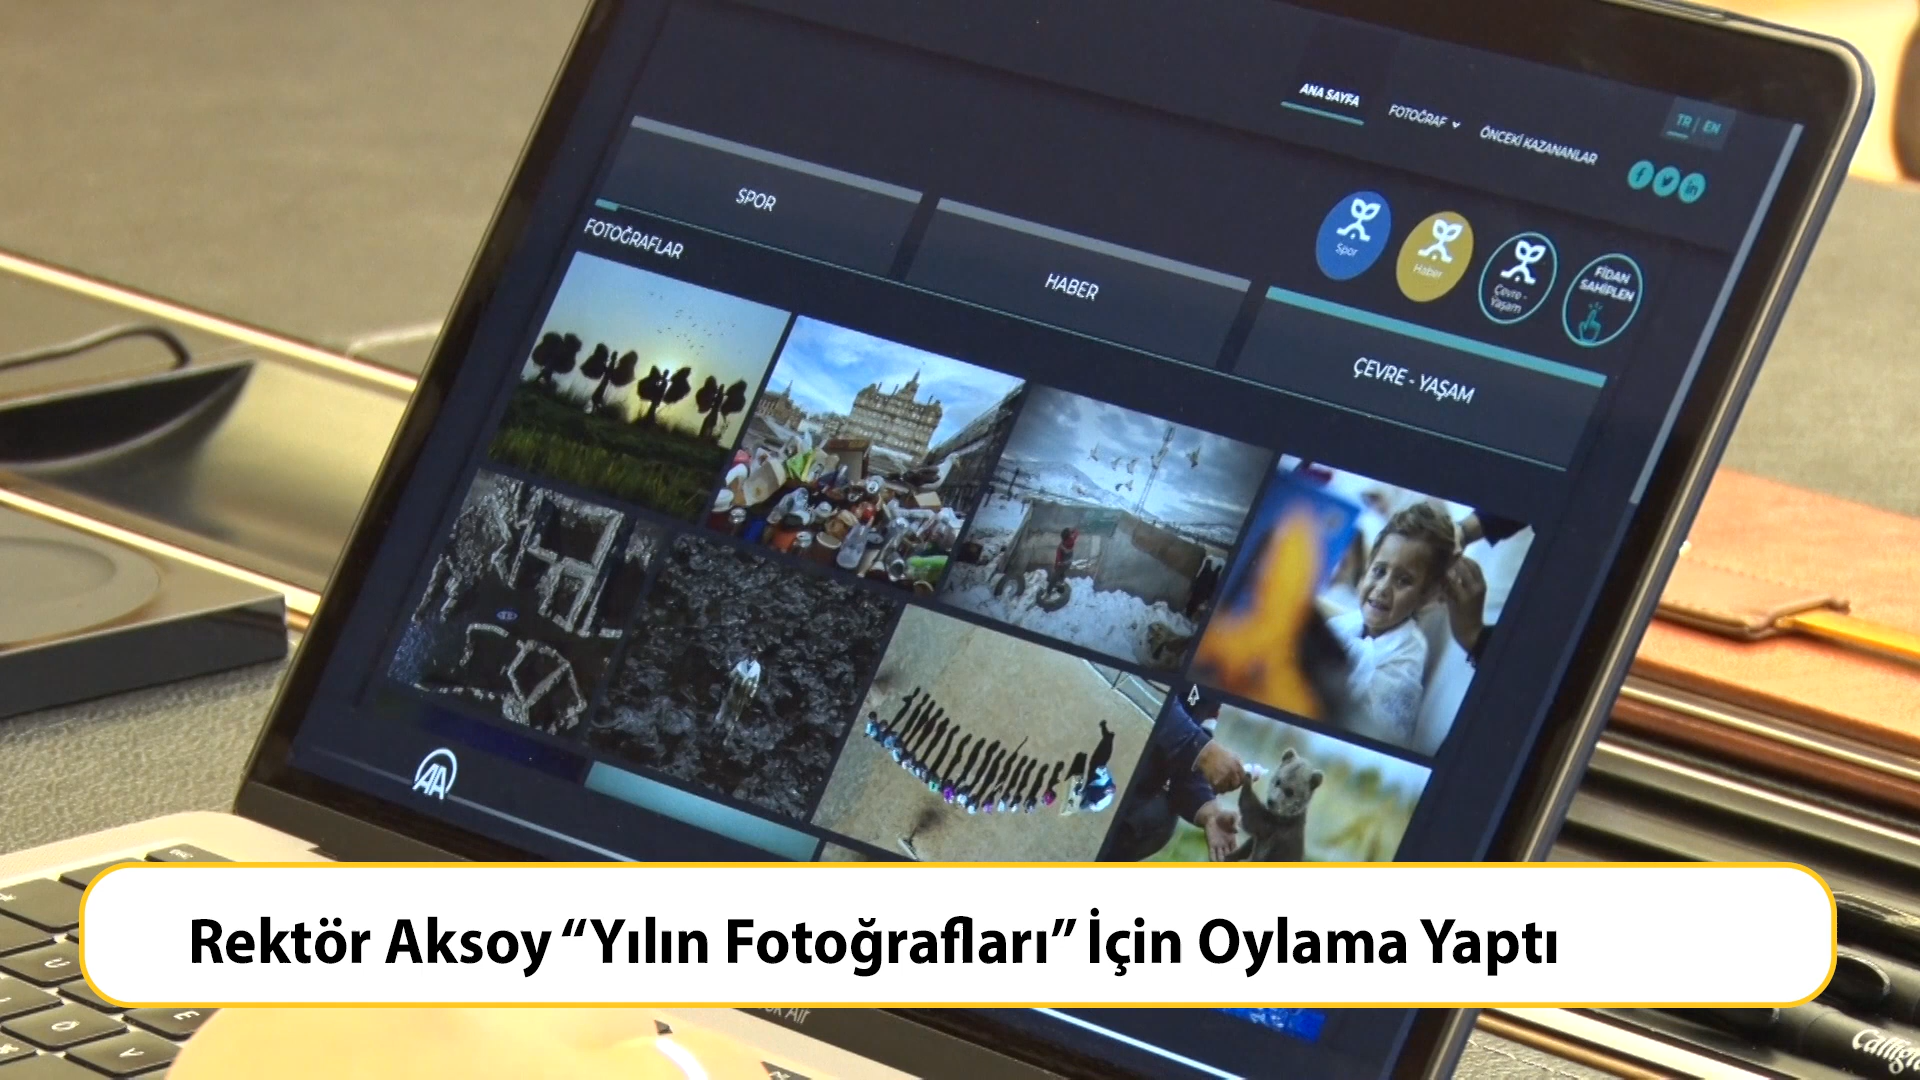 ANA SAYFA
FOTOĞRAF
ÖNCEKİ KAZANANLAR
TR | EN
SPOR
HABER
ÇEVRE - YAŞAM
Spor
Haber
Çevre -
Yaşam
FİDAN
SAHİPLEN
FOTOĞRAFLAR
AA
Rektör Aksoy “Yılın Fotoğrafları” İçin Oylama Yaptı
Air
Ü
E
Ö
V